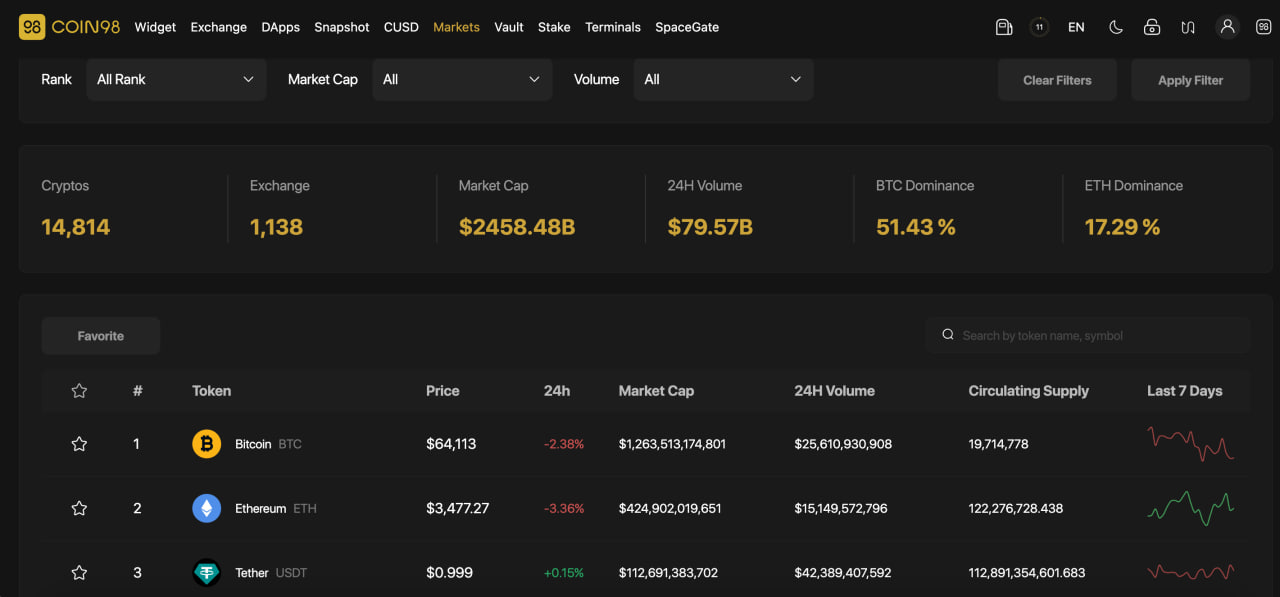 98 COIN98 Widget Exchange DApps Snapshot CUSD Markets Vault Stake Terminals SpaceGate 11 EN 98
Rank All Rank Market Cap All Volume All Clear Filters Apply Filter
Cryptos Exchange Market Cap 24H Volume BTC Dominance ETH Dominance
14,814 1,138 $2458.48B $79.57B 51.43 % 17.29 %
Favorite Search by token name, symbol
# Token Price 24h Market Cap 24H Volume Circulating Supply Last 7 Days
1 Bitcoin BTC $64,113 -2.38% $1,263,513,174,801 $25,610,930,908 19,714,778
2 Ethereum ETH $3,477.27 -3.36% $424,902,019,651 $15,149,572,796 122,276,728.438
3 Tether USDT $0.999 +0.15% $112,691,383,702 $42,389,407,592 112,891,354,601.683